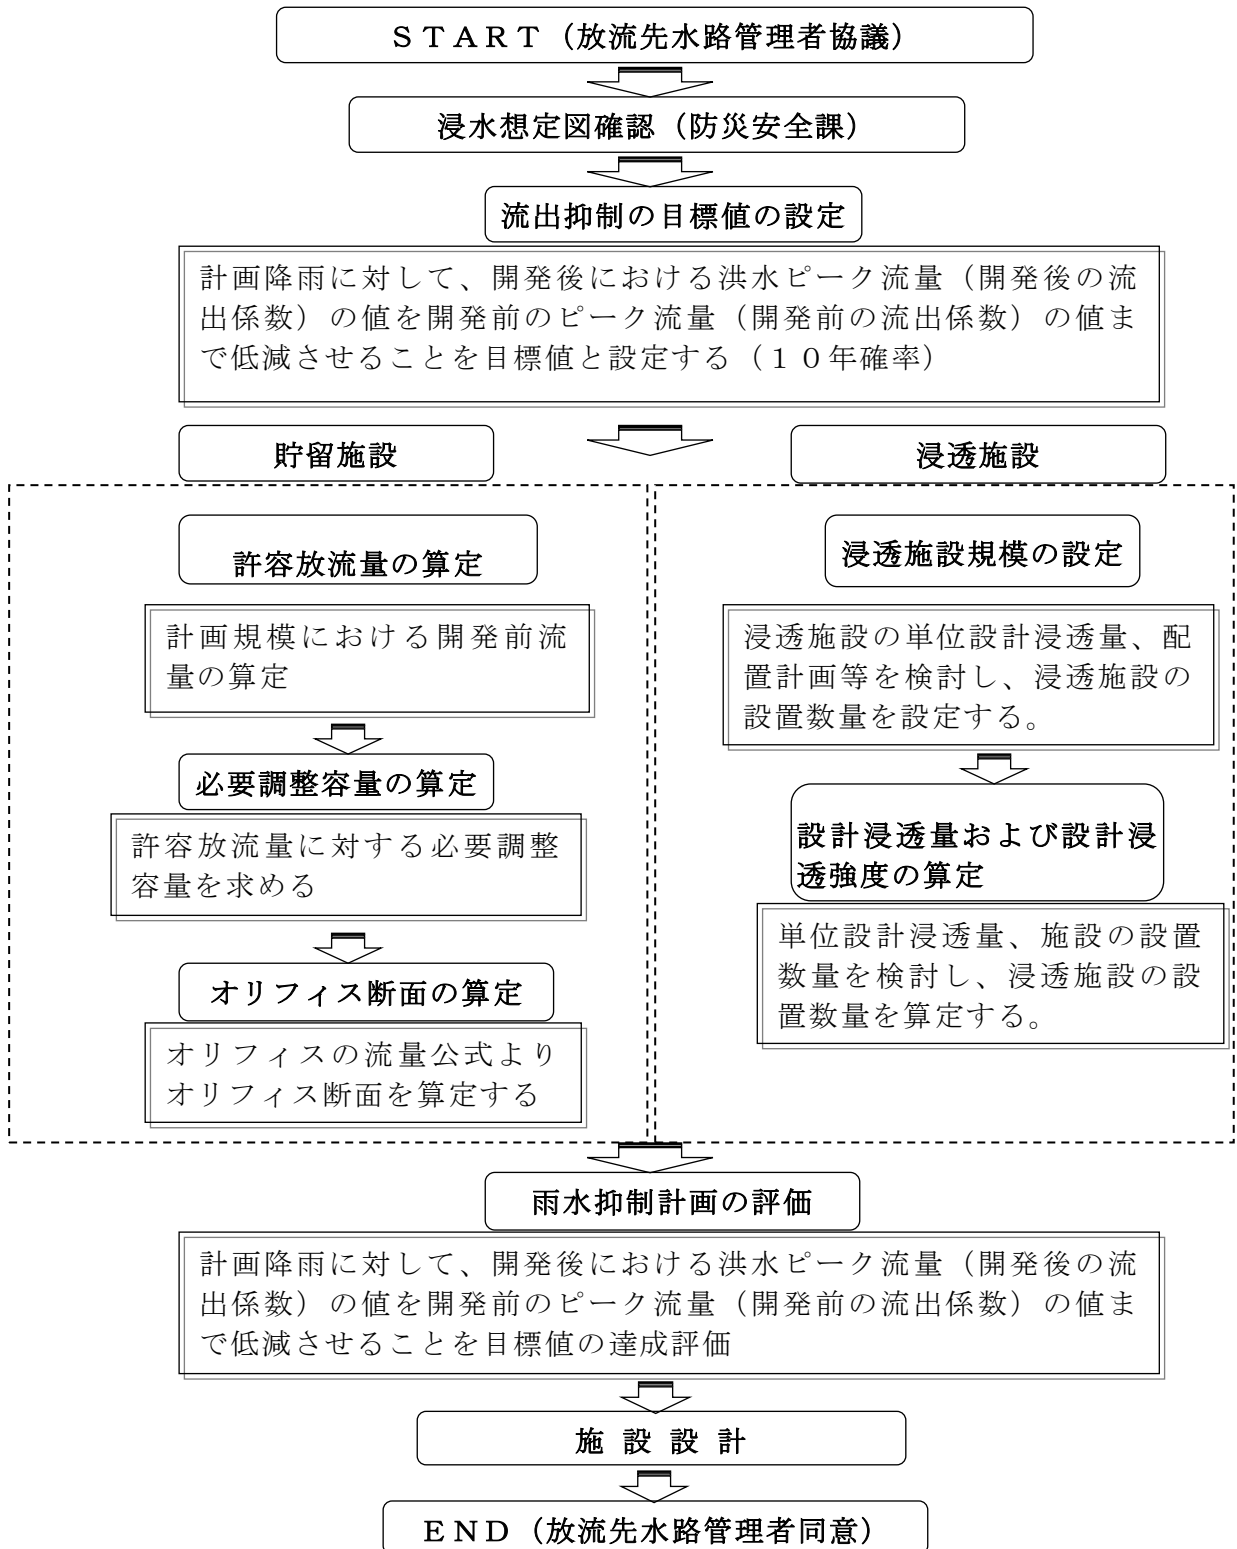 ＳＴＡＲＴ（放流先水路管理者協議）
浸水想定図確認（防災安全課）
流出抑制の目標値の設定
計画降雨に対して、開発後における洪水ピーク流量（開発後の流
出係数）の値を開発前のピーク流量（開発前の流出係数）の値ま
で低減させることを目標値と設定する（１０年確率）
貯留施設
許容放流量の算定
計画規模における開発前流
量の算定
必要調整容量の算定
許容放流量に対する必要調整
容量を求める
オリフィス断面の算定
オリフィスの流量公式より
オリフィス断面を算定する
浸透施設
浸透施設規模の設定
浸透施設の単位設計浸透量、配
置計画等を検討し、浸透施設の
設置数量を設定する。
設計浸透量および設計浸
透強度の算定
単位設計浸透量、施設の設置
数量を検討し、浸透施設の設
置数量を算定する。
雨水抑制計画の評価
計画降雨に対して、開発後における洪水ピーク流量（開発後の流
出係数）の値を開発前のピーク流量（開発前の流出係数）の値ま
で低減させることを目標値の達成評価
施 設 設 計
ＥＮＤ（放流先水路管理者同意）